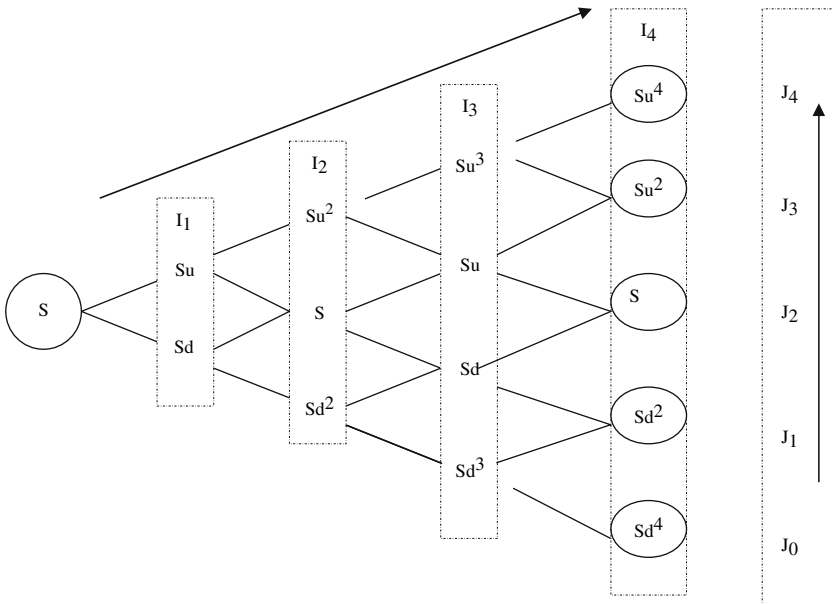 S
I₁
Su
Sd
I₂
Su²
S
Sd²
I₃
Su³
Su
Sd
Sd³
I₄
Su⁴
Su²
S
Sd²
Sd⁴
J₄
J₃
J₂
J₁
J₀